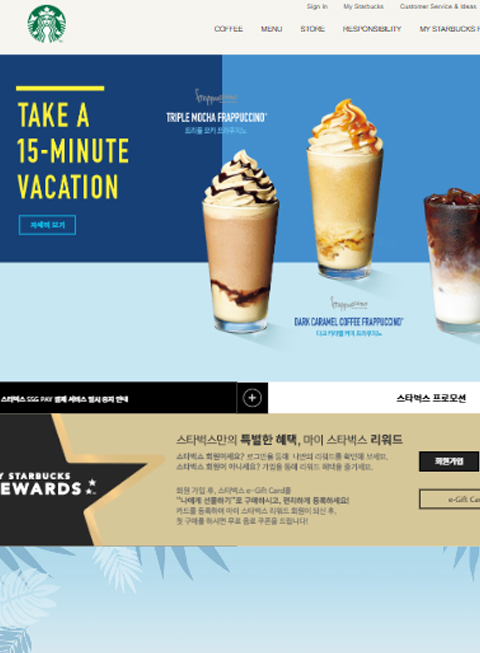 Sign In My Starbucks Customer Service & Ideas
COFFEE MENU STORE RESPONSIBILITY MY STARBUCKS
TAKE A
15-MINUTE
VACATION
자세히 보기
frappuccino
TRIPLE MOCHA FRAPPUCCINO
트리플 모카 프라푸치노
frappuccino
DARK CARAMEL COFFEE FRAPPUCCINO
다크 카라멜 커피 프라푸치노
스타벅스 SSG PAY 결제 서비스 일시 중지 안내
스타벅스 프로모션
Y STARBUCKS
EWARDS
스타벅스만의 특별한 혜택, 마이 스타벅스 리워드
스타벅스 회원이세요? 로그인을 통해 나만의 리워드를 확인해 보세요.
스타벅스 회원이 아니세요? 가입을 통해 리워드 혜택을 즐기세요.
회원가입
회원 가입 후, 스타벅스 e-Gift Card를
"나에게 선물하기"로 구매하시고, 편리하게 등록하세요!
카드를 등록하여 마이 스타벅스 리워드 회원이 되신 후,
첫 구매를 하시면 무료 음료 쿠폰을 드립니다!
e-Gift Car